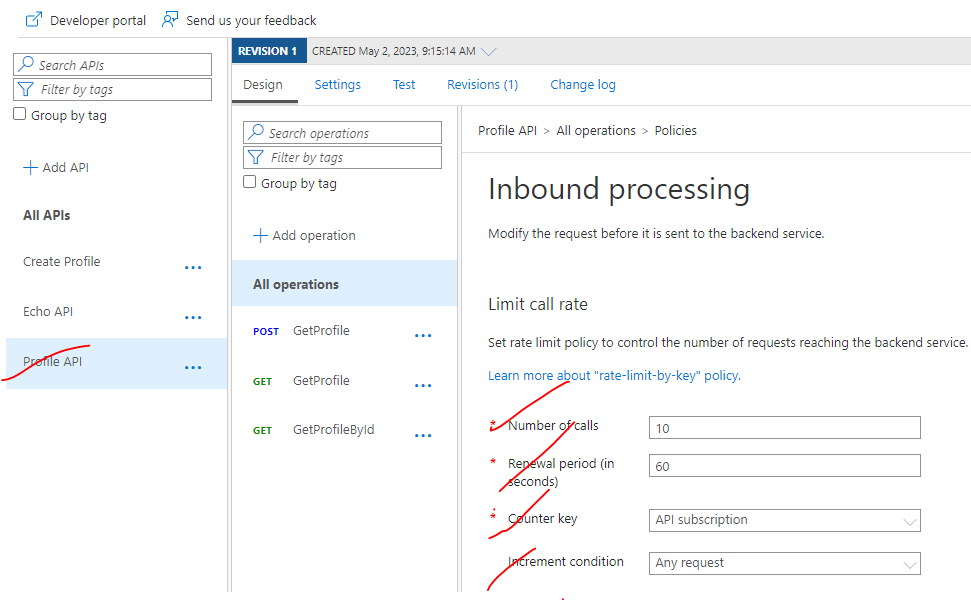 Developer portal
Send us your feedback
Search APIs
Filter by tags
Group by tag
Add API
All APIs
Create Profile
Echo API
Profile API
REVISION 1
CREATED May 2, 2023, 9:15:14 AM
Design
Settings
Test
Revisions (1)
Change log
Search operations
Filter by tags
Group by tag
Add operation
All operations
POST GetProfile
GET GetProfile
GET GetProfileById
Profile API > All operations > Policies
Inbound processing
Modify the request before it is sent to the backend service.
Limit call rate
Set rate limit policy to control the number of requests reaching the backend service.
Learn more about "rate-limit-by-key" policy.
* Number of calls
10
* Renewal period (in
seconds)
60
* Counter key
API subscription
Increment condition
Any request